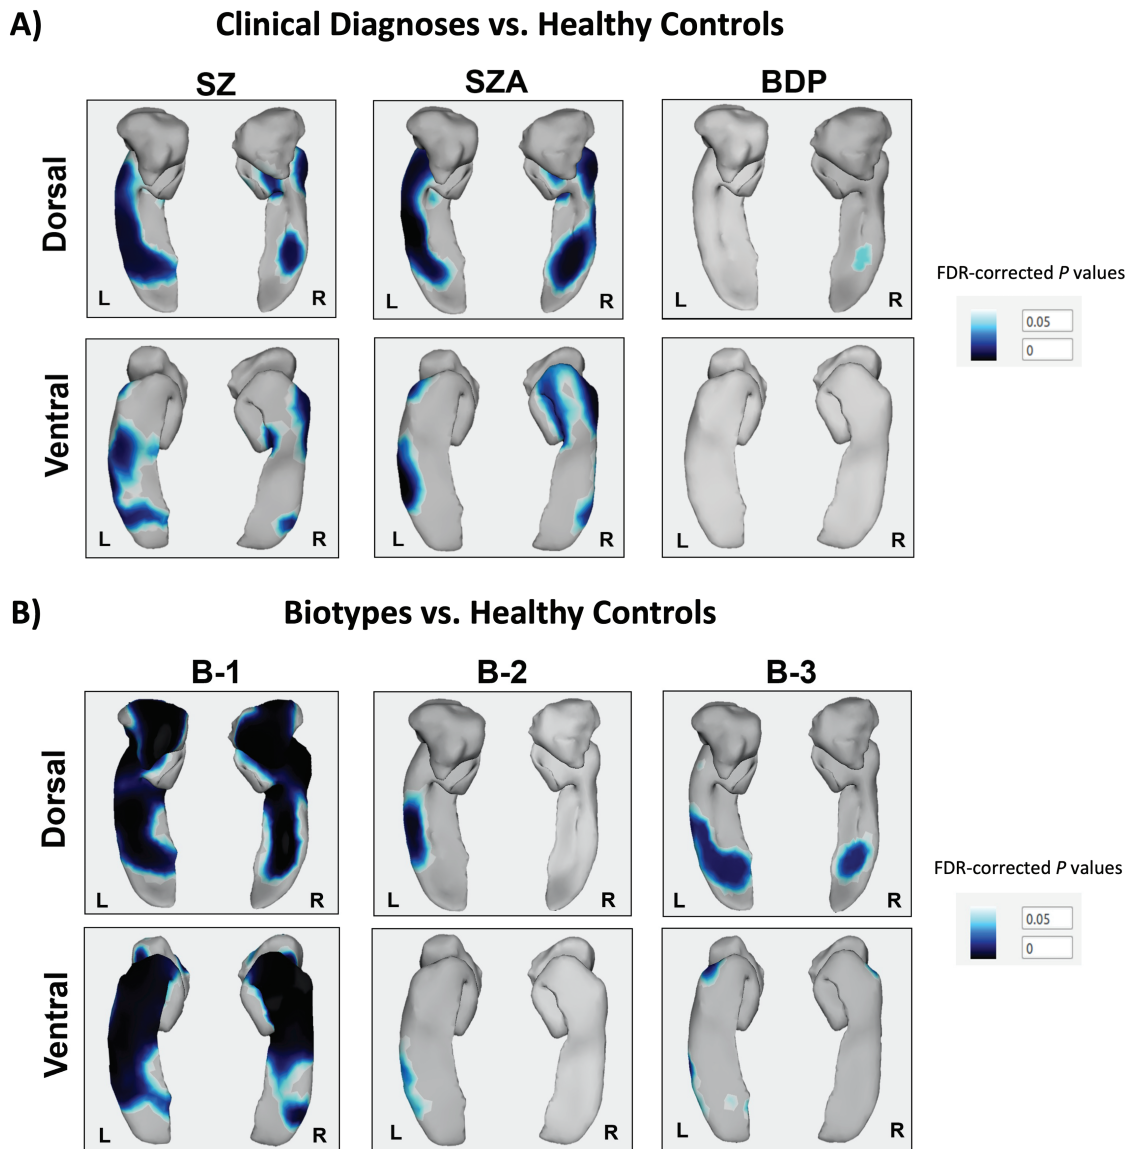 A) Clinical Diagnoses vs. Healthy Controls
SZ SZA BDP
Dorsal
L R L R L R
FDR-corrected P values
0.05
0
Ventral
L R L R L R
B) Biotypes vs. Healthy Controls
B-1 B-2 B-3
Dorsal
L R L R L R
FDR-corrected P values
0.05
0
Ventral
L R L R L R